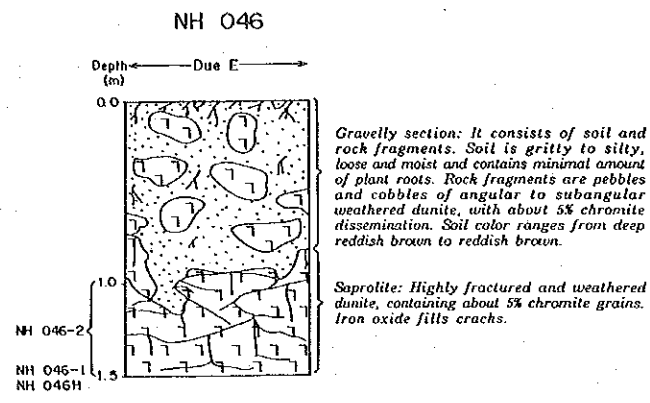 NH 046
Depth Due E
(m)
0.0
Gravelly section: It consists of soil and
rock fragments. Soil is gritty to silty,
loose and moist and contains minimal amount
of plant roots. Rock fragments are pebbles
and cobbles of angular to subangular
weathered dunite, with about 5% chromite
dissemination. Soil color ranges from deep
reddish brown to reddish brown.
1.0
Saprolite: Highly fractured and weathered
dunite, containing about 5% chromite grains.
Iron oxide fills cracks.
NH 046-2
NH 046-1
1.5
NH 046H